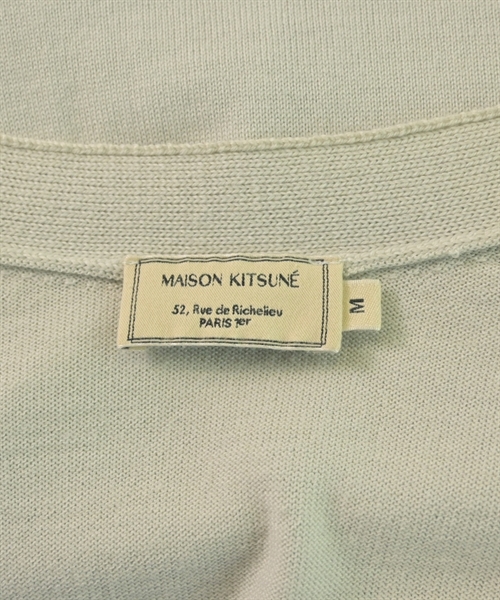 MAISON KITSUNÉ
52, Rue de Richelieu
PARIS 1er
M